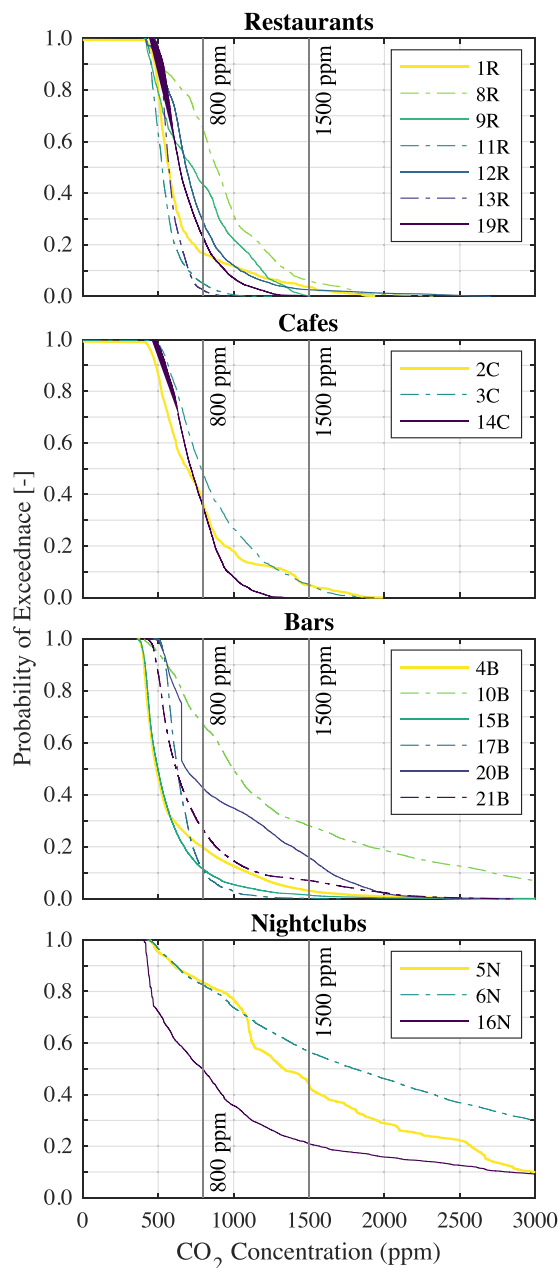 Restaurants
1.0
0.8
0.6
0.4
0.2
0.0
800 ppm
1500 ppm
1R
8R
9R
11R
12R
13R
19R
Cafes
1.0
0.8
0.6
0.4
0.2
0.0
800 ppm
1500 ppm
2C
3C
14C
Probability of Exceednace [-]
Bars
1.0
0.8
0.6
0.4
0.2
0.0
800 ppm
1500 ppm
4B
10B
15B
17B
20B
21B
Nightclubs
1.0
0.8
0.6
0.4
0.2
0.0
800 ppm
1500 ppm
5N
6N
16N
0 500 1000 1500 2000 2500 3000
CO₂ Concentration (ppm)